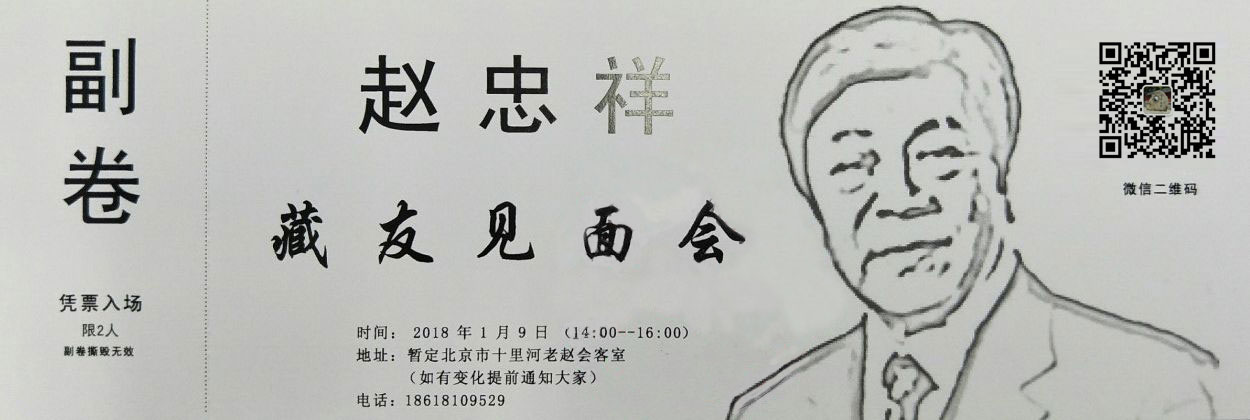 副卷
凭票入场
限2人
副卷撕毁无效
赵忠祥
藏友见面会
时间： 2018 年 1 月 9 日 （14:00--16:00）
地址：暂定北京市十里河老赵会客室
（如有变化提前通知大家）
电话：18618109529
微信二维码